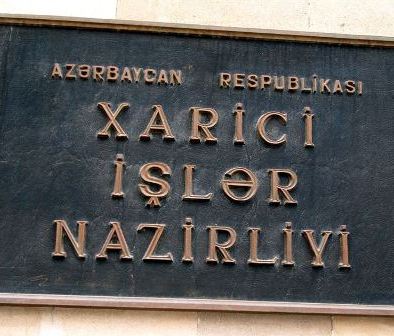 AZƏRBAYCAN RESPUBLİKASI
XARİCİ
İŞLƏR
NAZİRLİYİ